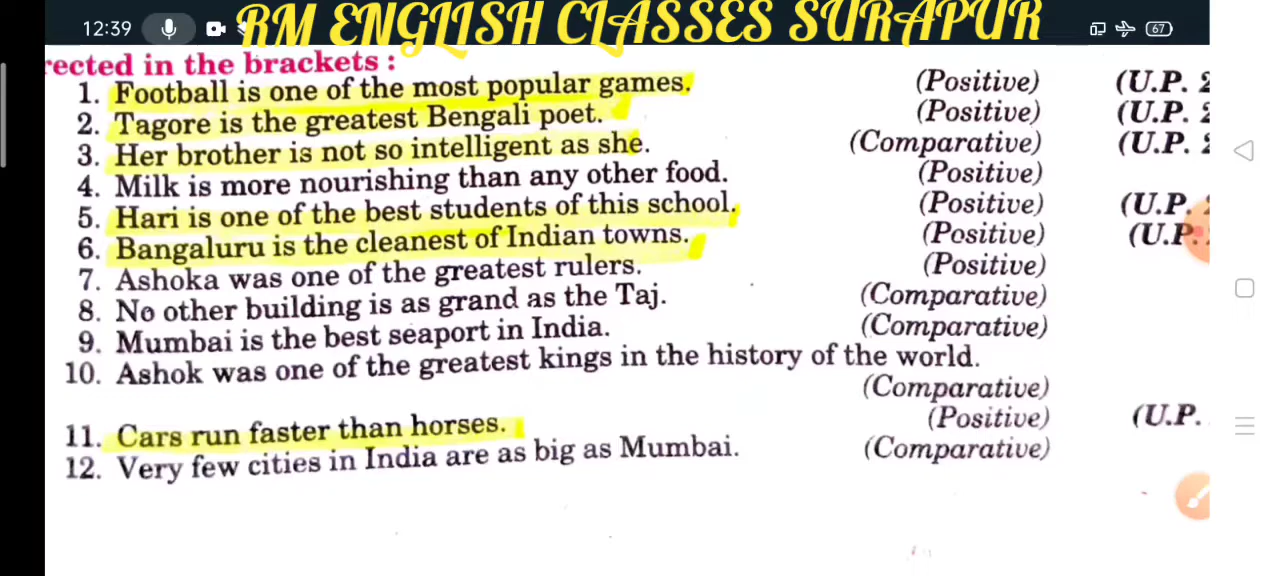 12:39 RM ENGLISH CLASSES SURAPUR 67
rected in the brackets :
1. Football is one of the most popular games. (Positive) (U.P. 2
2. Tagore is the greatest Bengali poet. (Positive) (U.P. 2
3. Her brother is not so intelligent as she. (Comparative) (U.P. 2
4. Milk is more nourishing than any other food. (Positive)
5. Hari is one of the best students of this school. (Positive) (U.P.
6. Bangaluru is the cleanest of Indian towns. (Positive) (U.P.
7. Ashoka was one of the greatest rulers. (Positive)
8. No other building is as grand as the Taj. (Comparative)
9. Mumbai is the best seaport in India. (Comparative)
10. Ashok was one of the greatest kings in the history of the world.
(Comparative)
11. Cars run faster than horses. (Positive) (U.P.
12. Very few cities in India are as big as Mumbai. (Comparative)